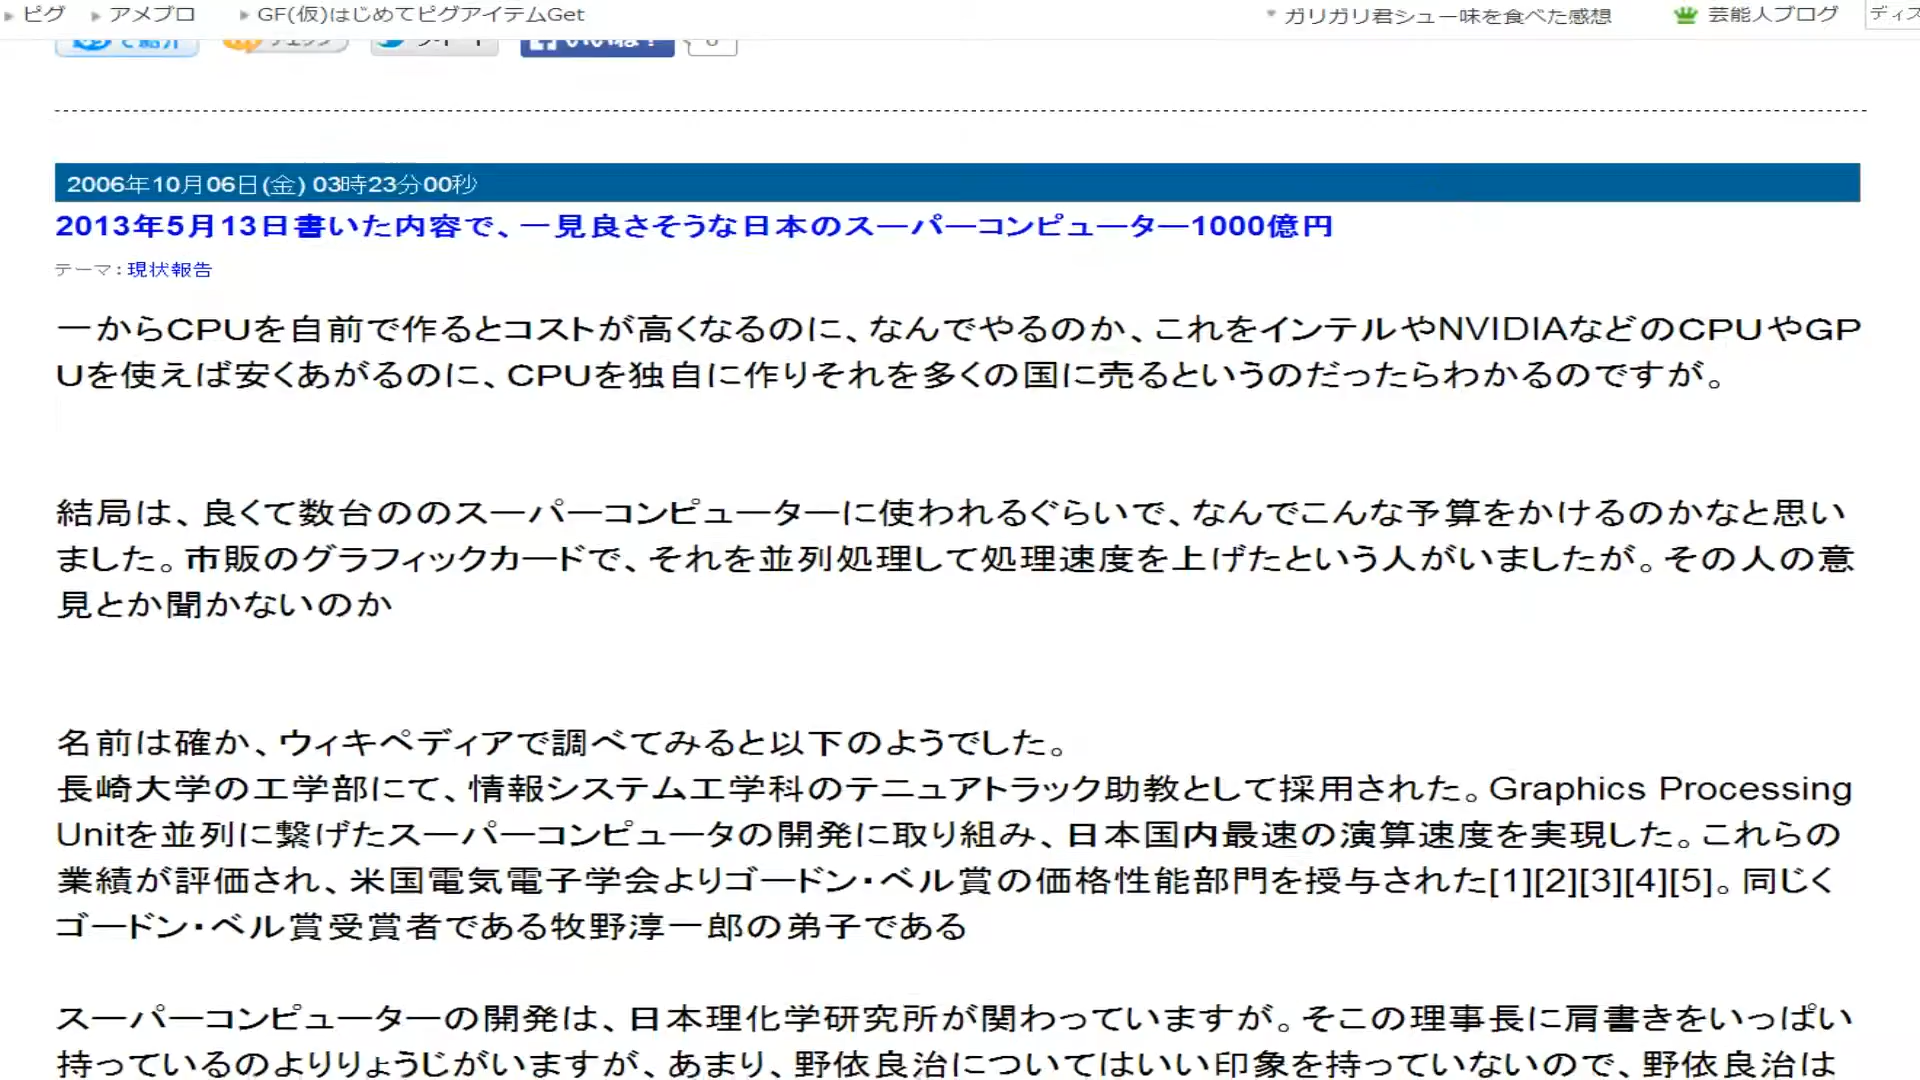 ピグ アメブロ GF(仮)はじめてピグアイテムGet ガリガリ君シュー味を食べた感想 芸能人ブログ ディス
で紹介 チェック ツイート いいね！ 0
2006年10月06日(金) 03時23分00秒
2013年5月13日書いた内容で、一見良さそうな日本のスーパーコンピューター1000億円
テーマ：現状報告
一からCPUを自前で作るとコストが高くなるのに、なんでやるのか、これをインテルやNVIDIAなどのCPUやGP
Uを使えば安くあがるのに、CPUを独自に作りそれを多くの国に売るというのだったらわかるのですが。
結局は、良くて数台ののスーパーコンピューターに使われるぐらいで、なんでこんな予算をかけるのかなと思い
ました。市販のグラフィックカードで、それを並列処理して処理速度を上げたという人がいましたが。その人の意
見とか聞かないのか
名前は確か、ウィキペディアで調べてみると以下のようでした。
長崎大学の工学部にて、情報システム工学科のテニュアトラック助教として採用された。Graphics Processing
Unitを並列に繋げたスーパーコンピュータの開発に取り組み、日本国内最速の演算速度を実現した。これらの
業績が評価され、米国電気電子学会よりゴードン・ベル賞の価格性能部門を授与された[1][2][3][4][5]。同じく
ゴードン・ベル賞受賞者である牧野淳一郎の弟子である
スーパーコンピューターの開発は、日本理化学研究所が関わっていますが。そこの理事長に肩書きをいっぱい
持っているのよりりょうじがいますが、あまり、野依良治についてはいい印象を持っていないので、野依良治は